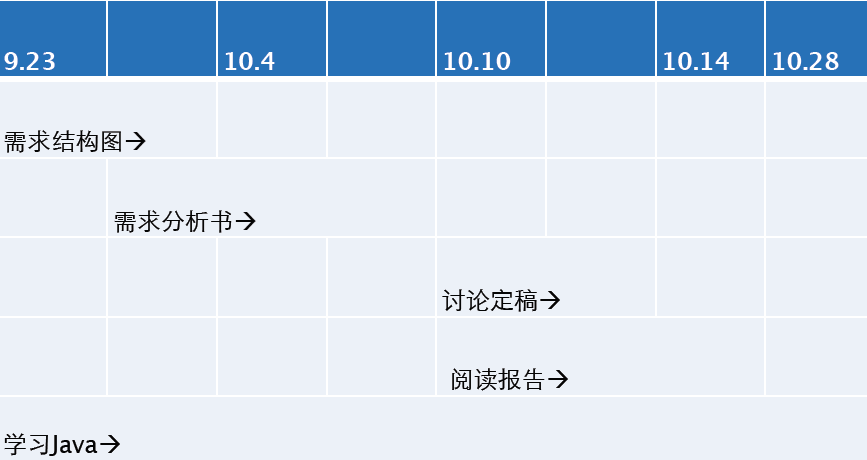 9.23 10.4 10.10 10.14 10.28
需求结构图→
需求分析书→
讨论定稿→
阅读报告→
学习Java→